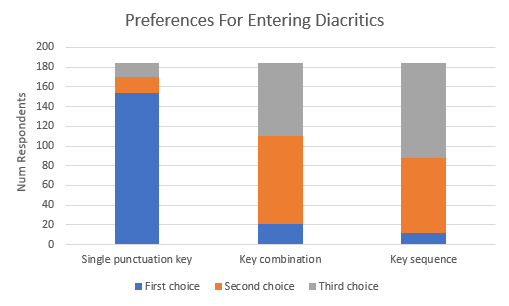 Preferences For Entering Diacritics
Num Respondents
200
180
160
140
120
100
80
60
40
20
0
Single punctuation key
Key combination
Key sequence
First choice
Second choice
Third choice